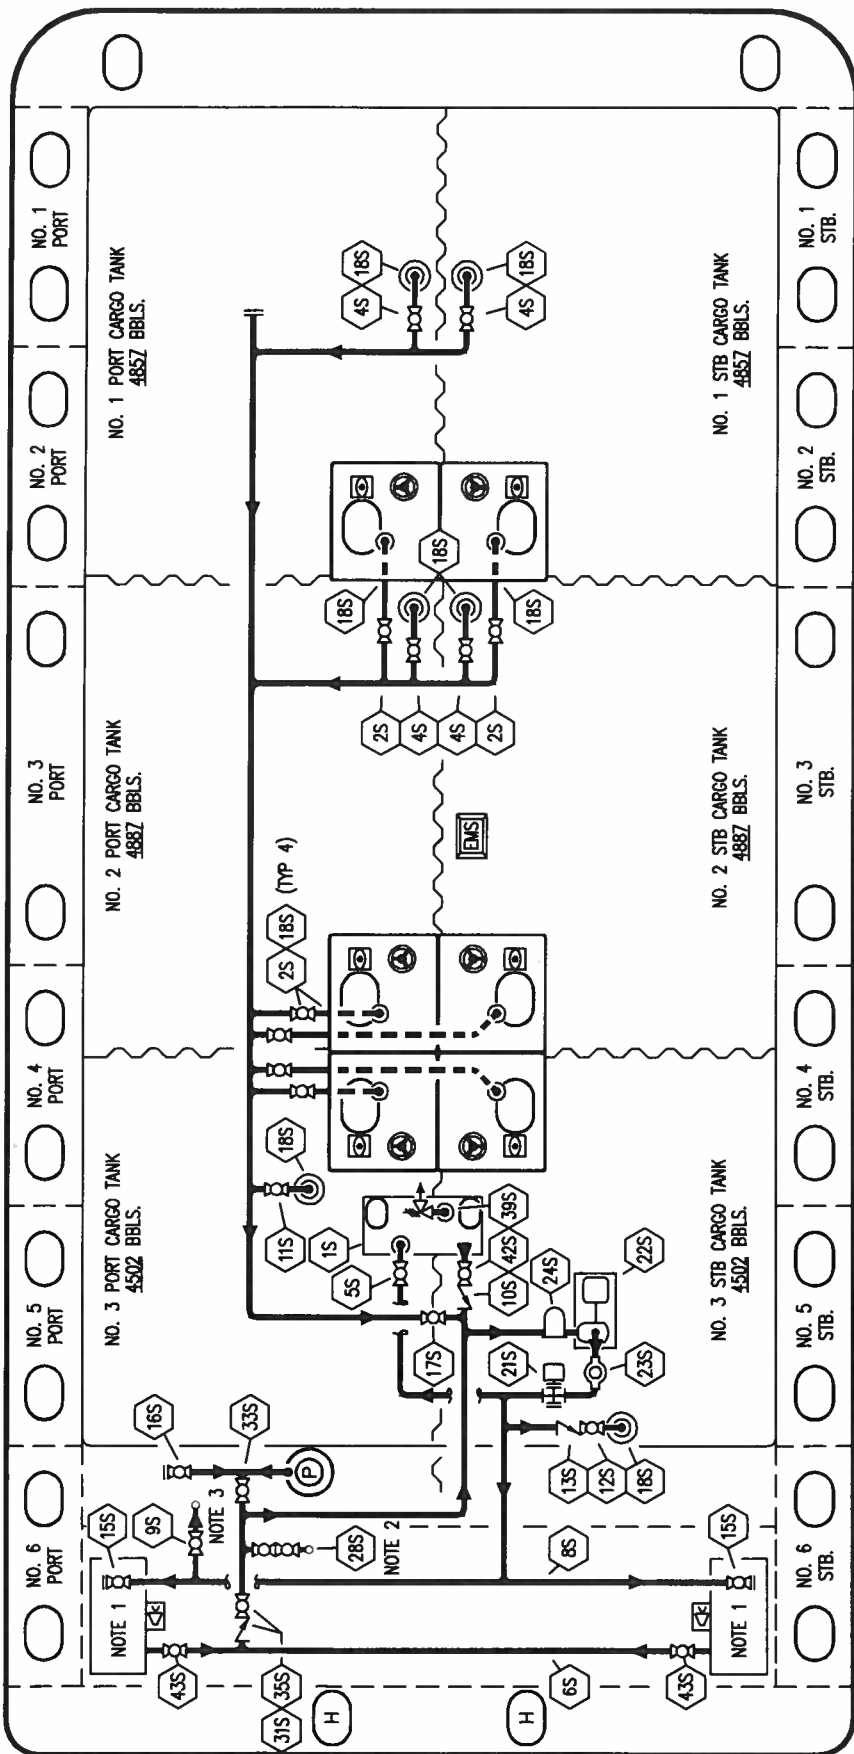 NO. 1
PORT
NO. 2
PORT
NO. 3
PORT
NO. 4
PORT
NO. 5
PORT
NO. 6
PORT
NO. 1 PORT CARGO TANK
4857 BBLS.
NO. 2 PORT CARGO TANK
4887 BBLS.
NO. 3 PORT CARGO TANK
4502 BBLS.
4S
18S
4S
18S
18S
18S
18S
2S
4S
4S
2S
EMS
2S
18S
(TYP 4)
18S
11S
1S
5S
39S
42S
10S
24S
22S
17S
21S
23S
16S
33S
15S
9S
NOTE 3
28S
NOTE 2
13S
12S
18S
8S
15S
NOTE 1
NOTE 1
P
43S
31S
35S
6S
43S
H
H
NO. 1 STB CARGO TANK
4857 BBLS.
NO. 2 STB CARGO TANK
4887 BBLS.
NO. 3 STB CARGO TANK
4502 BBLS.
NO. 1
STB.
NO. 2
STB.
NO. 3
STB.
NO. 4
STB.
NO. 5
STB.
NO. 6
STB.